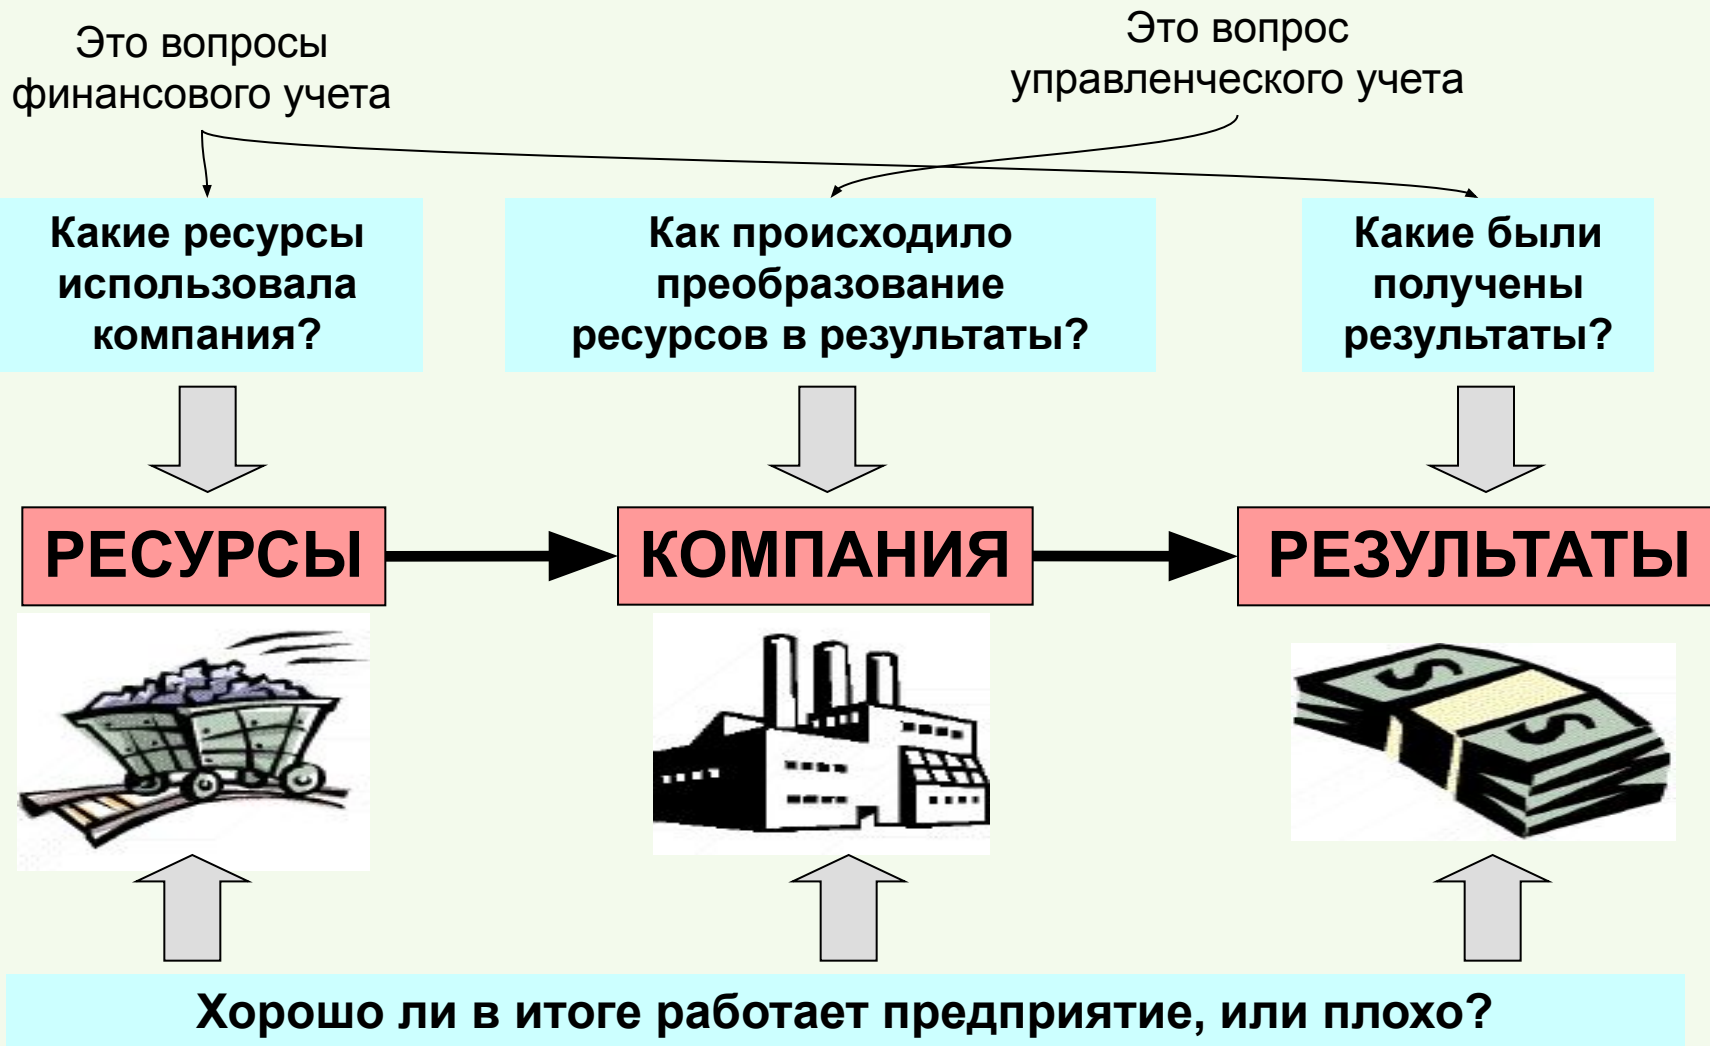 Это вопросы
финансового учета
Это вопрос
управленческого учета
Какие ресурсы
использовала
компания?
Как происходило
преобразование
ресурсов в результаты?
Какие были
получены
результаты?
РЕСУРСЫ
КОМПАНИЯ
РЕЗУЛЬТАТЫ
Хорошо ли в итоге работает предприятие, или плохо?